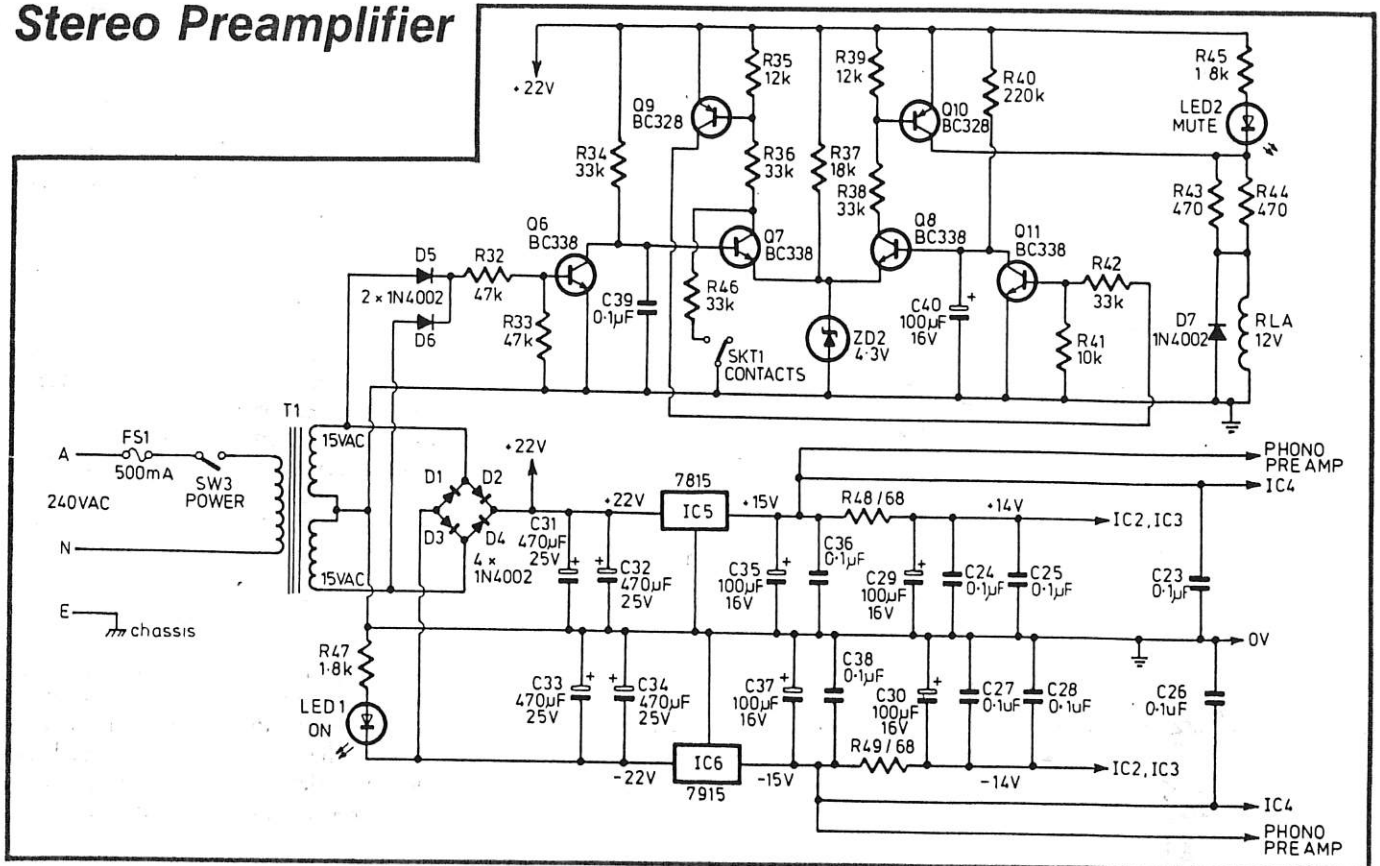 Stereo Preamplifier
+22V
R35
12k
R39
12k
R40
220k
R45
1 8k
LED2
MUTE
Q9
BC328
Q10
BC328
R34
33k
R36
33k
R37
18k
R38
33k
R43
470
R44
470
Q6
BC338
Q7
BC338
Q8
BC338
Q11
BC338
D5
2 x 1N4002
D6
R32
47k
R33
47k
C39
0·1µF
R46
33k
SKT1
CONTACTS
ZD2
4·3V
C40
100µF
16V
+
R42
33k
R41
10k
D7
1N4002
RLA
12V
T1
15VAC
15VAC
A
FS1
500mA
SW3
POWER
240VAC
N
E
chassis
D1
D2
D3
D4
4 x
1N4002
+22V
C31
470µF
25V
+
C32
470µF
25V
+
+22V
7815
IC5
+15V
R48/68
+14V
IC2,IC3
PHONO
PREAMP
IC4
C35
100µF
16V
+
C36
0·1µF
C29
100µF
16V
+
C24
0·1µF
C25
0·1µF
C23
0·1µF
0V
R47
1·8k
LED1
ON
C33
470µF
25V
+
C34
470µF
25V
+
C37
100µF
16V
+
C38
0·1µF
C30
100µF
16V
+
C27
0·1uF
C28
0·1uF
C26
0·1uF
-22V
IC6
7915
-15V
R49/68
-14V
IC2,IC3
IC4
PHONO
PREAMP